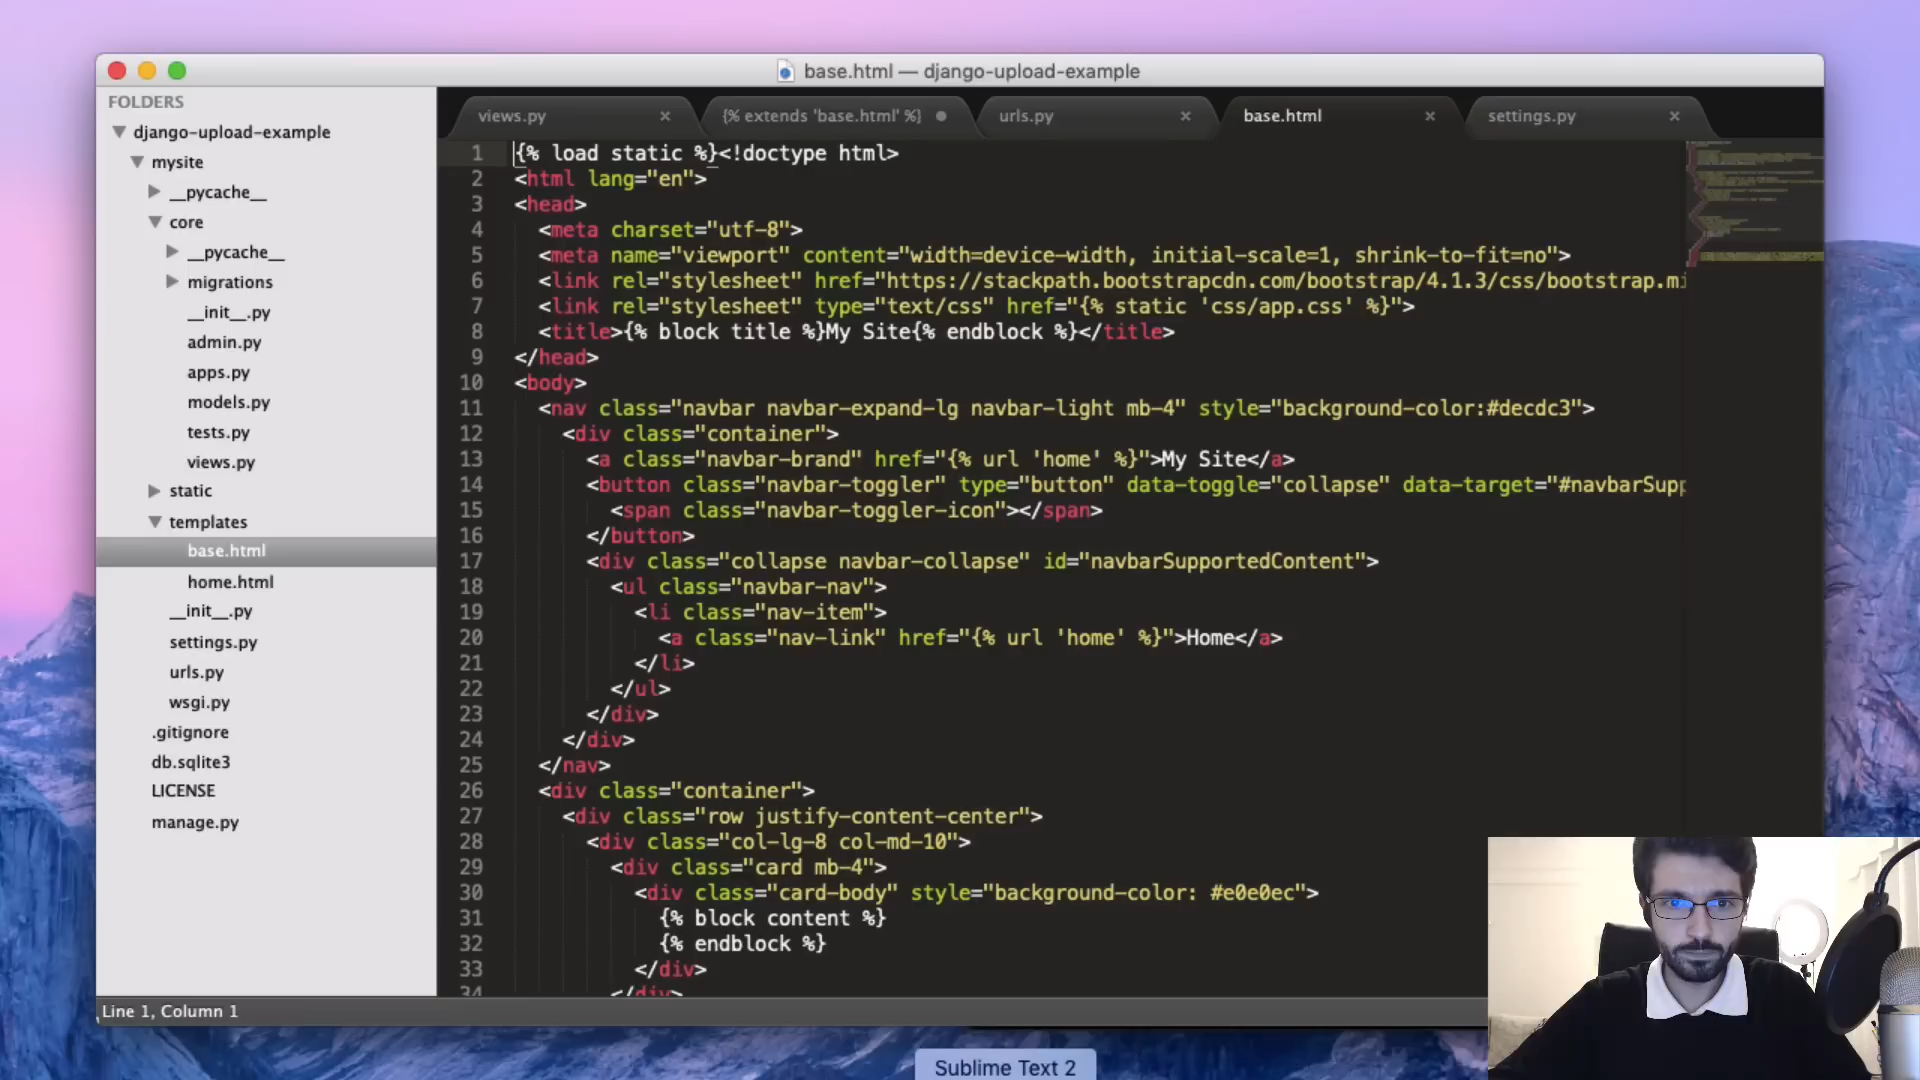 base.html — django-upload-example
FOLDERS
django-upload-example
mysite
__pycache__
core
__pycache__
migrations
__init__.py
admin.py
apps.py
models.py
tests.py
views.py
static
templates
base.html
home.html
__init__.py
settings.py
urls.py
wsgi.py
.gitignore
db.sqlite3
LICENSE
manage.py
views.py
{% extends 'base.html' %}
urls.py
base.html
settings.py
1 {% load static %}<!doctype html>
2 <html lang="en">
3 <head>
4 <meta charset="utf-8">
5 <meta name="viewport" content="width=device-width, initial-scale=1, shrink-to-fit=no">
6 <link rel="stylesheet" href="https://stackpath.bootstrapcdn.com/bootstrap/4.1.3/css/bootstrap.mi
7 <link rel="stylesheet" type="text/css" href="{% static 'css/app.css' %}">
8 <title>{% block title %}My Site{% endblock %}</title>
9 </head>
10 <body>
11 <nav class="navbar navbar-expand-lg navbar-light mb-4" style="background-color:#decdc3">
12 <div class="container">
13 <a class="navbar-brand" href="{% url 'home' %}">My Site</a>
14 <button class="navbar-toggler" type="button" data-toggle="collapse" data-target="#navbarSupp
15 <span class="navbar-toggler-icon"></span>
16 </button>
17 <div class="collapse navbar-collapse" id="navbarSupportedContent">
18 <ul class="navbar-nav">
19 <li class="nav-item">
20 <a class="nav-link" href="{% url 'home' %}">Home</a>
21 </li>
22 </ul>
23 </div>
24 </div>
25 </nav>
26 <div class="container">
27 <div class="row justify-content-center">
28 <div class="col-lg-8 col-md-10">
29 <div class="card mb-4">
30 <div class="card-body" style="background-color: #e0e0ec">
31 {% block content %}
32 {% endblock %}
33 </div>
34 </div>
Line 1, Column 1
Sublime Text 2